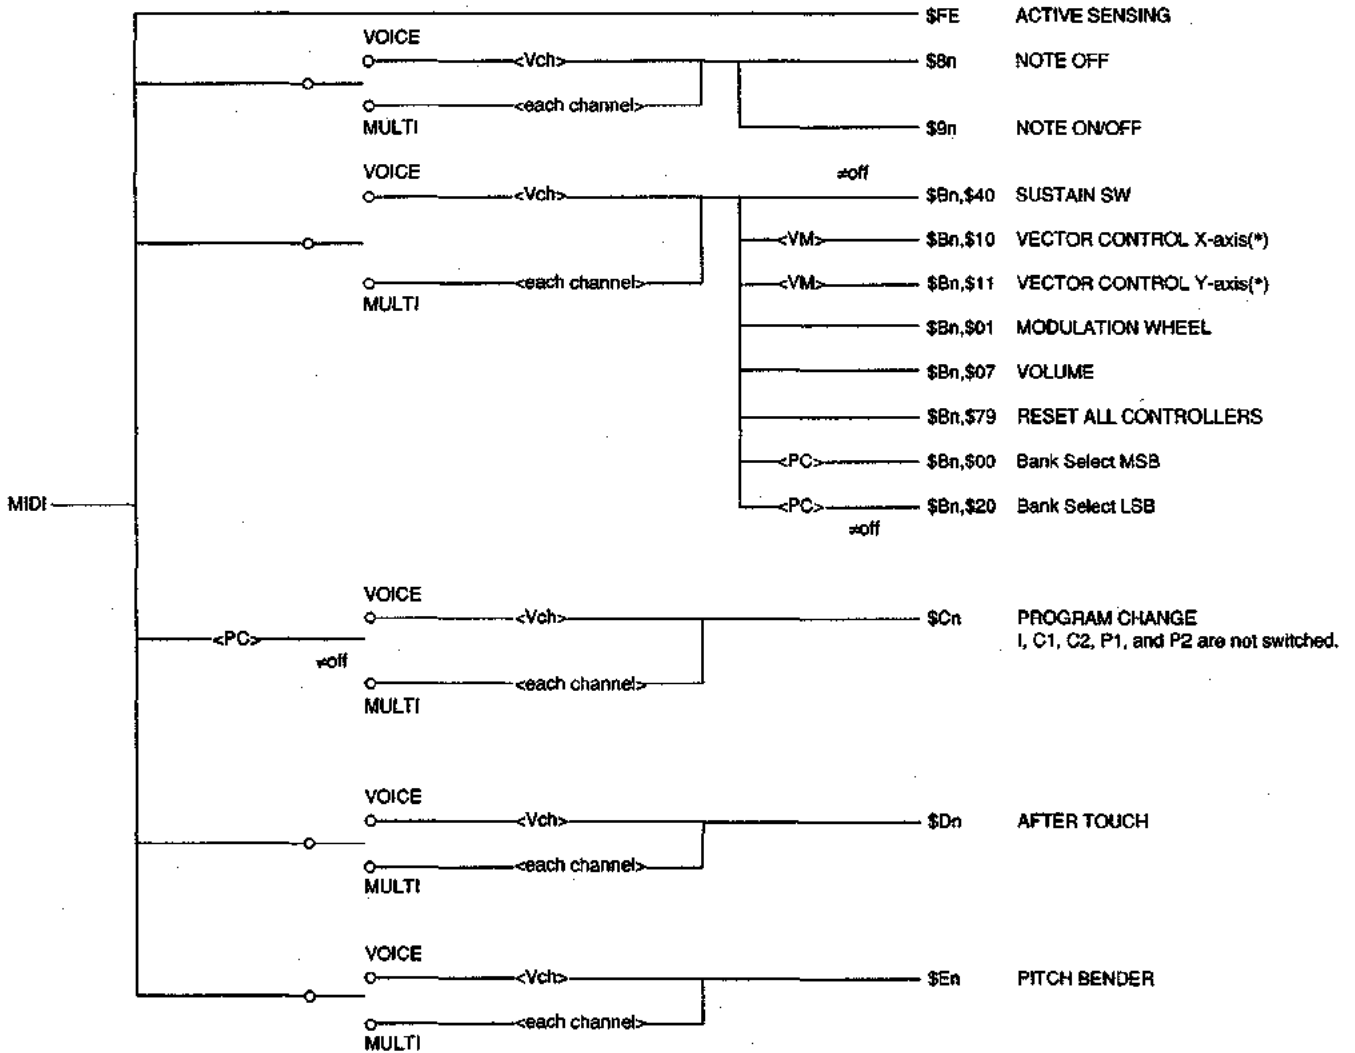 $FE ACTIVE SENSING
VOICE
<Vch> $8n NOTE OFF
<each channel>
MULTI $9n NOTE ON/OFF
VOICE ≠off
<Vch> $Bn,$40 SUSTAIN SW
<VM> $Bn,$10 VECTOR CONTROL X-axis(*)
<each channel> <VM> $Bn,$11 VECTOR CONTROL Y-axis(*)
MULTI
$Bn,$01 MODULATION WHEEL
$Bn,$07 VOLUME
$Bn,$79 RESET ALL CONTROLLERS
<PC> $Bn,$00 Bank Select MSB
MIDI <PC> $Bn,$20 Bank Select LSB
≠off
VOICE
<Vch> $Cn PROGRAM CHANGE
<PC> I, C1, C2, P1, and P2 are not switched.
≠off
<each channel>
MULTI
VOICE
<Vch> $Dn AFTER TOUCH
<each channel>
MULTI
VOICE
<Vch> $En PITCH BENDER
<each channel>
MULTI